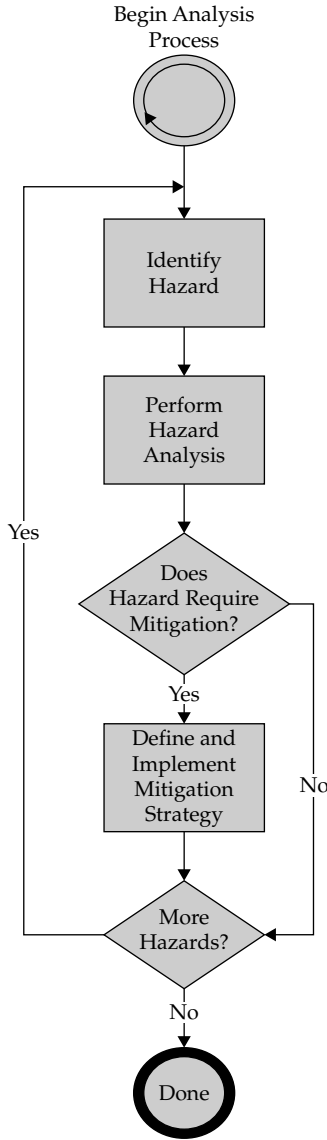 Begin Analysis
Process
Identify
Hazard
Perform
Hazard
Analysis
Yes
Does
Hazard Require
Mitigation?
Yes
Define and
Implement
Mitigation
Strategy
No
More
Hazards?
No
Done